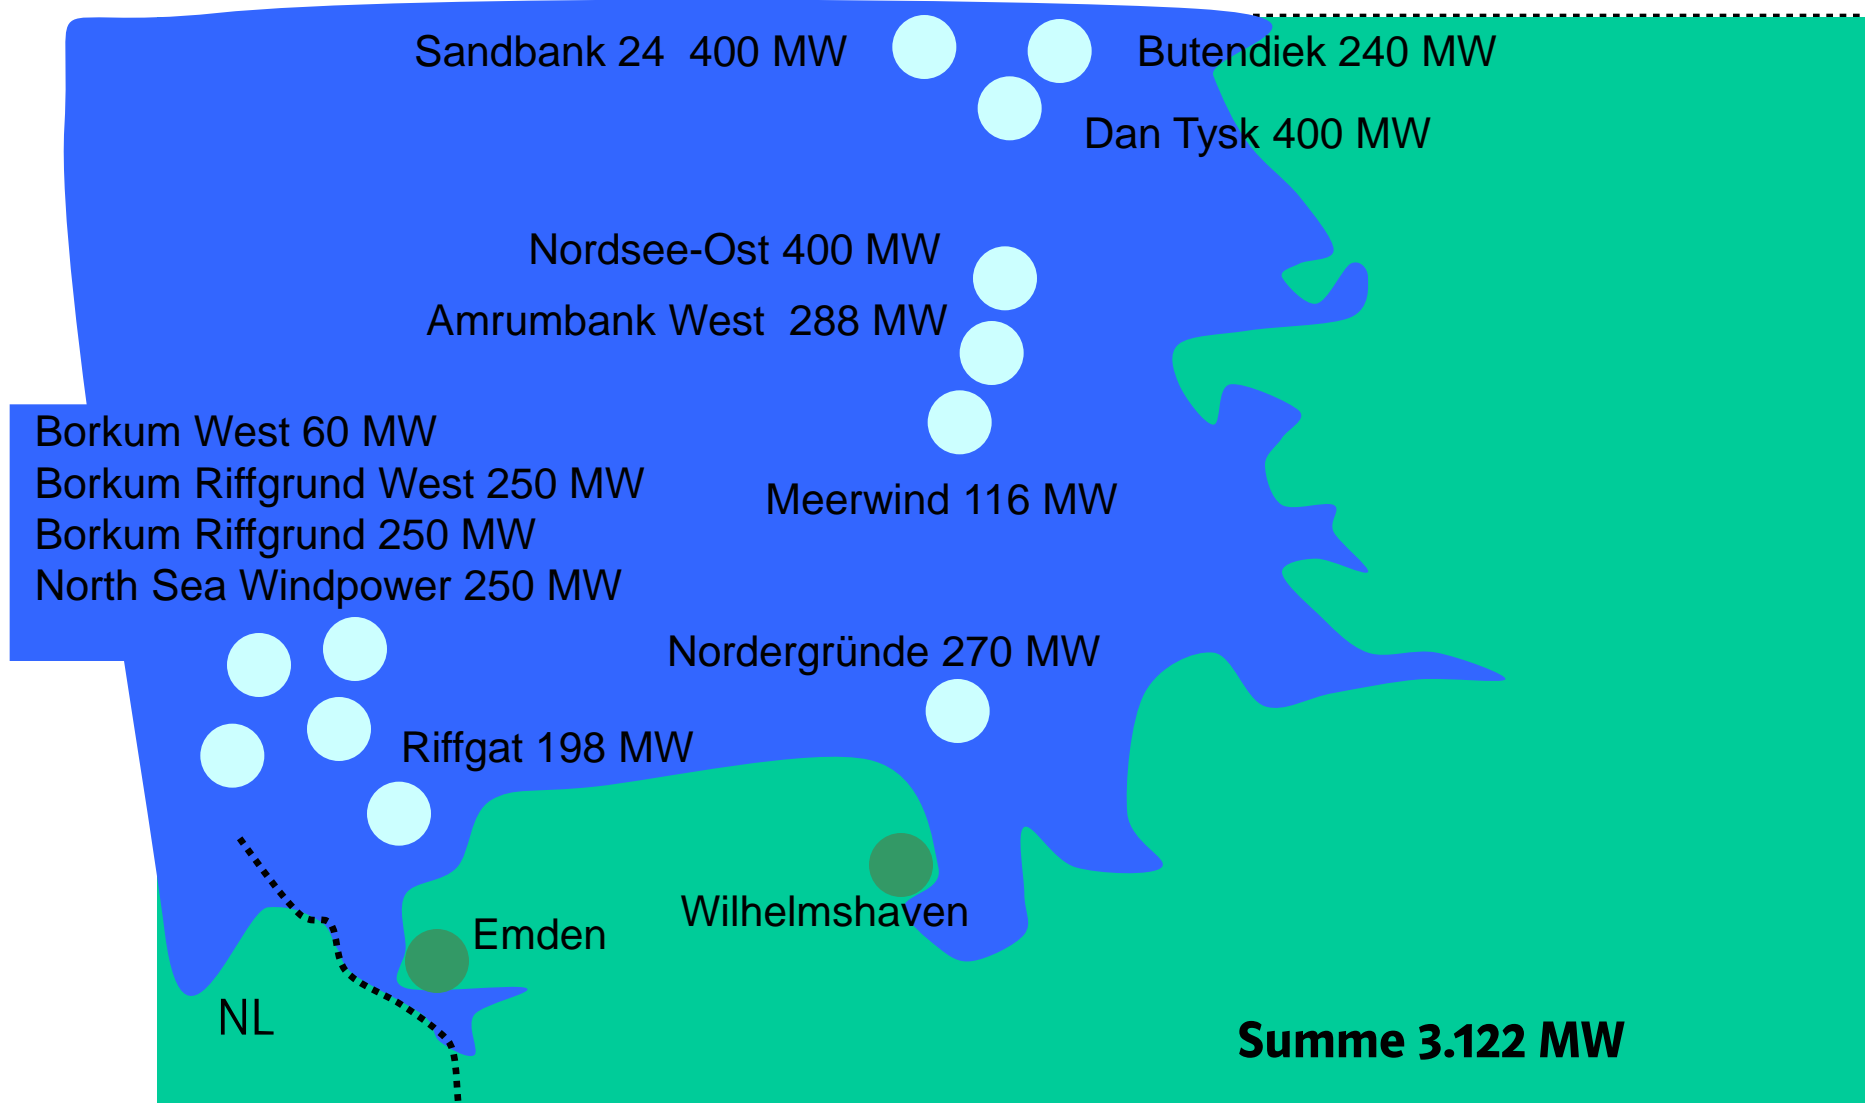 Sandbank 24  400 MW
Butendiek 240 MW
Dan Tysk 400 MW
Nordsee-Ost 400 MW
Amrumbank West  288 MW
Borkum West 60 MW
Borkum Riffgrund West 250 MW
Borkum Riffgrund 250 MW
North Sea Windpower 250 MW
Meerwind 116 MW
Nordergründe 270 MW
Riffgat 198 MW
Wilhelmshaven
Emden
NL
Summe 3.122 MW